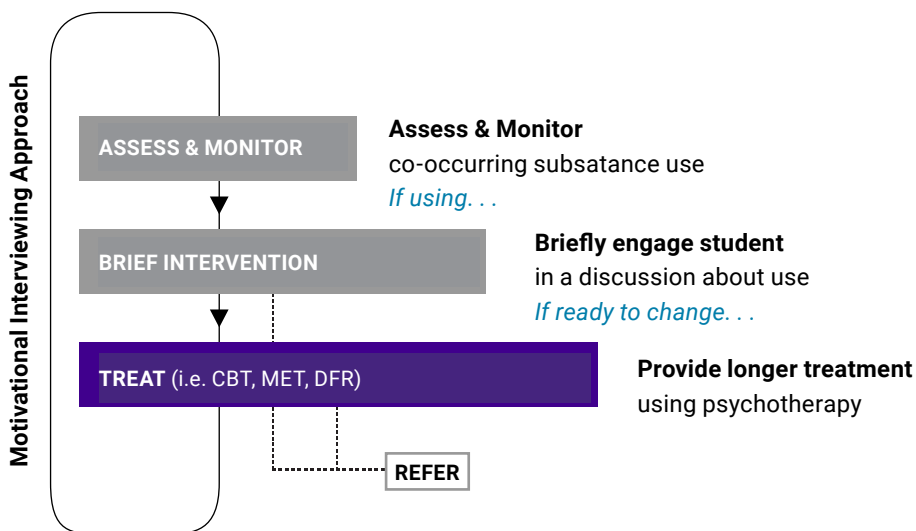 Motivational Interviewing Approach
ASSESS & MONITOR
Assess & Monitor
co-occurring subsatance use
If using. . .
BRIEF INTERVENTION
Briefly engage student
in a discussion about use
If ready to change. . .
TREAT (i.e. CBT, MET, DFR)
Provide longer treatment
using psychotherapy
REFER